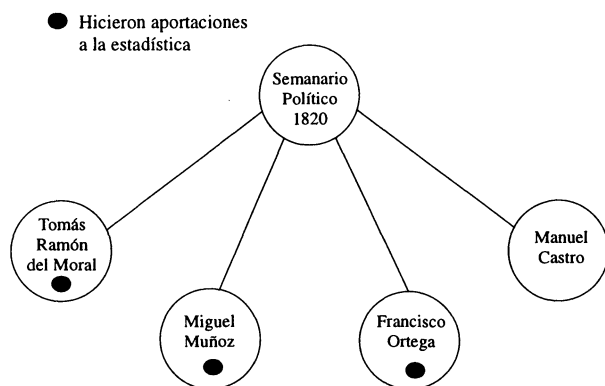 Hicieron aportaciones
a la estadística
Semanario
Político
1820
Tomás
Ramón
del Moral
Miguel
Muñoz
Francisco
Ortega
Manuel
Castro